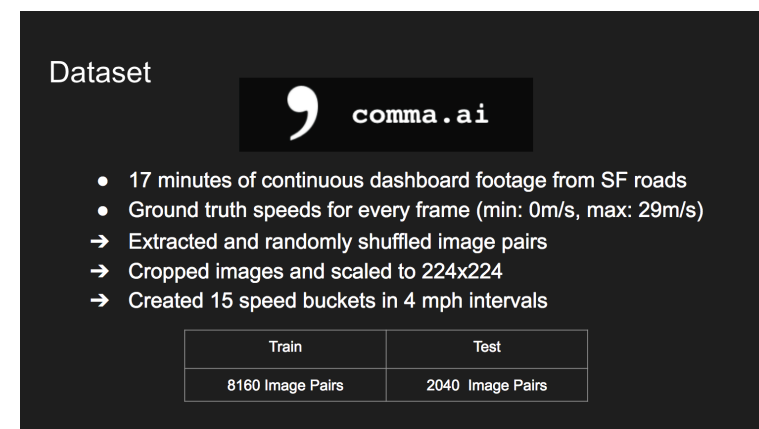 Dataset
comma.ai
● 17 minutes of continuous dashboard footage from SF roads
● Ground truth speeds for every frame (min: 0m/s, max: 29m/s)
➔ Extracted and randomly shuffled image pairs
➔ Cropped images and scaled to 224x224
➔ Created 15 speed buckets in 4 mph intervals
Train Test
8160 Image Pairs 2040 Image Pairs